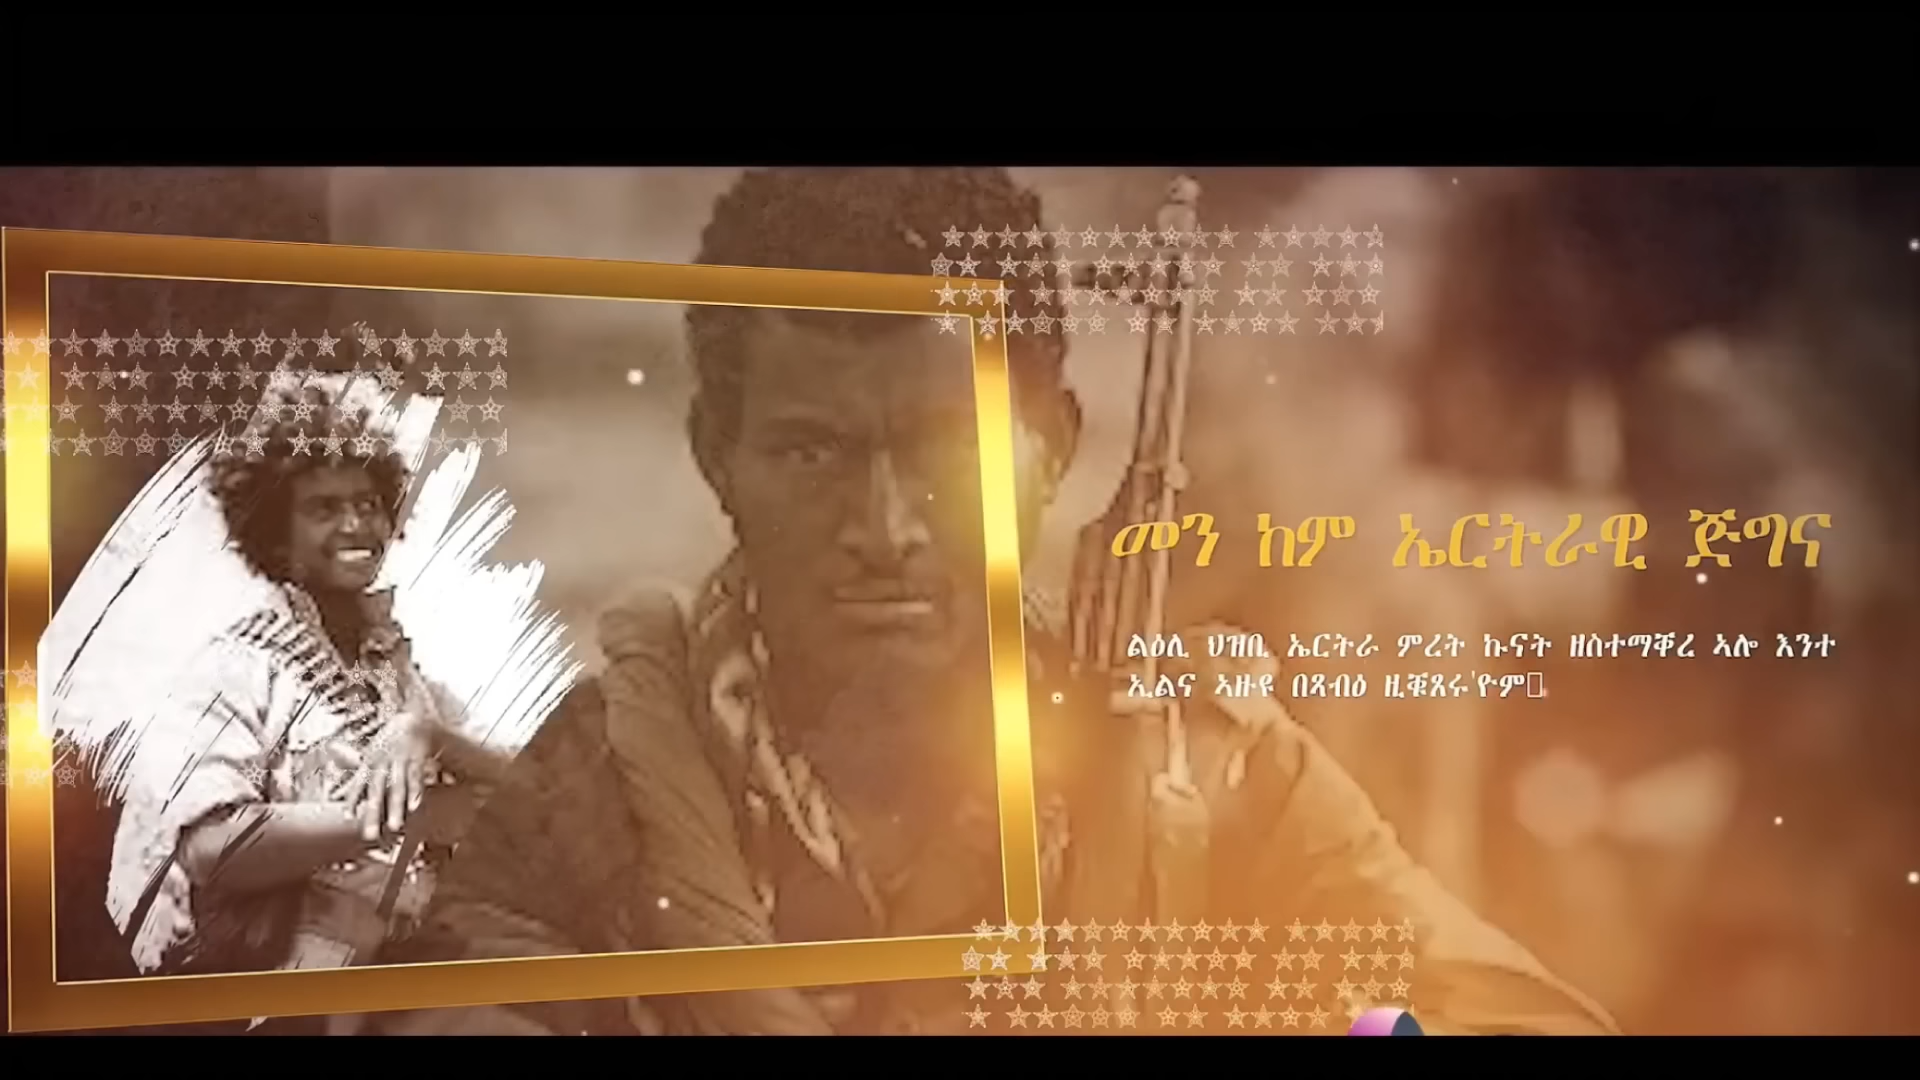 መን ከም ኤርትራዊ ጅግና
ልዕሊ ህዝቢ ኤርትራ ምረት ኩናት ዘስተማቐረ ኣሎ እንተ
ኢልና ኣዙዩ በጻብዕ ዚቑጸሩ'ዮም